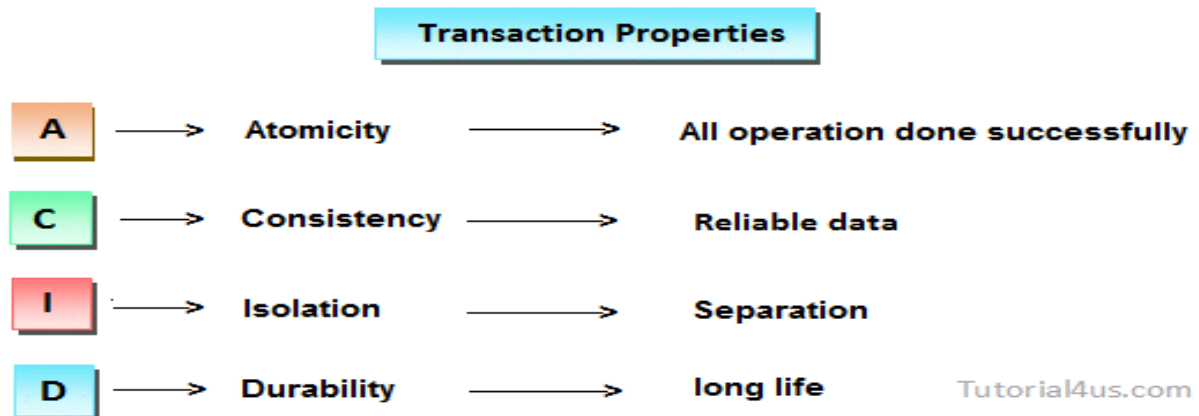 Transaction Properties
A Atomicity All operation done successfully
C Consistency Reliable data
I Isolation Separation
D Durability long life
Tutorial4us.com